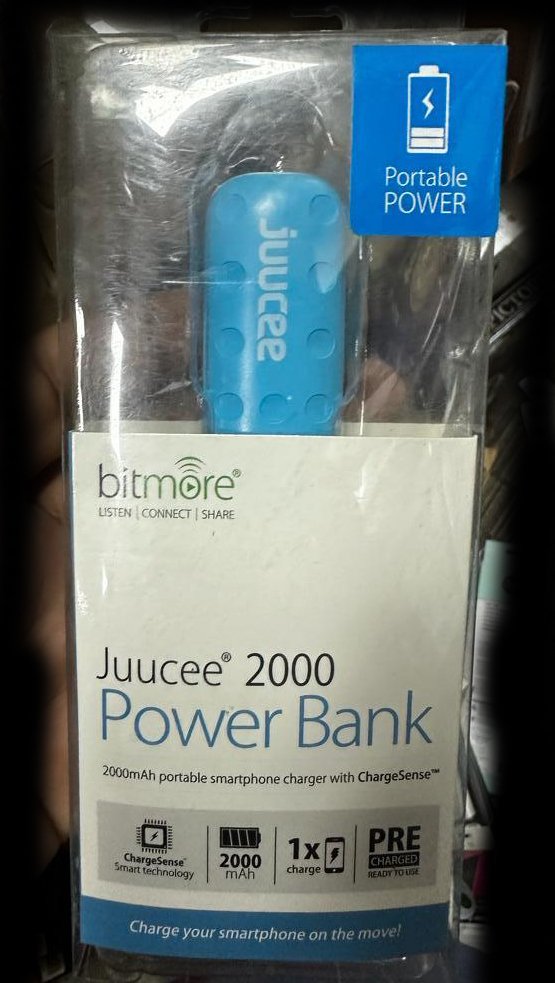 Portable
POWER
juucee
bitmore®
LISTEN | CONNECT | SHARE
Juucee® 2000
Power Bank
2000mAh portable smartphone charger with ChargeSense™
ChargeSense™
Smart technology
2000
mAh
1x
charge
PRE
CHARGED
READY TO USE
Charge your smartphone on the move!